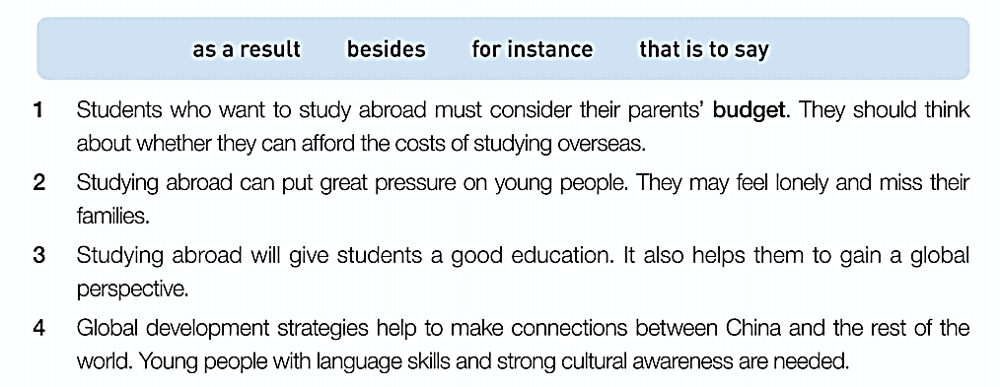 as a result besides for instance that is to say
1 Students who want to study abroad must consider their parents’ budget. They should think
about whether they can afford the costs of studying overseas.
2 Studying abroad can put great pressure on young people. They may feel lonely and miss their
families.
3 Studying abroad will give students a good education. It also helps them to gain a global
perspective.
4 Global development strategies help to make connections between China and the rest of the
world. Young people with language skills and strong cultural awareness are needed.